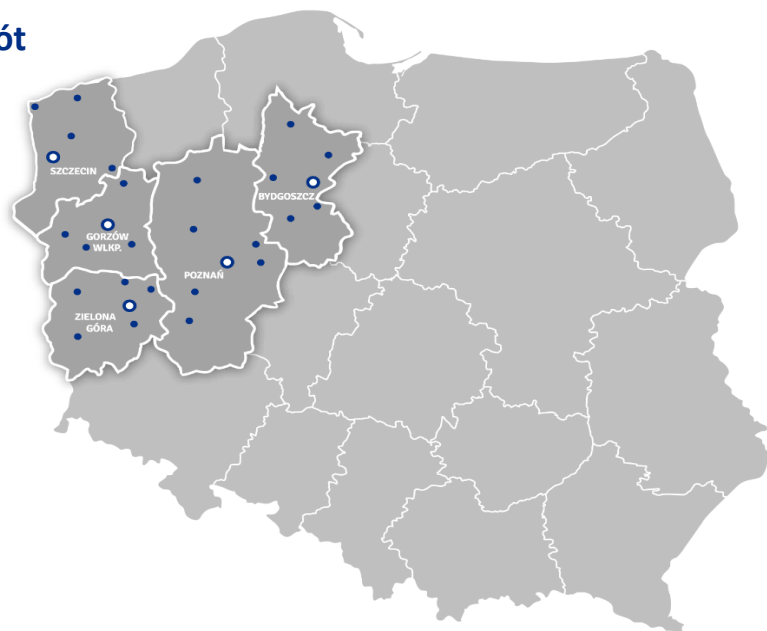 ót
SZCZECIN
BYDGOSZCZ
GORZÓW
WLKP.
POZNAŃ
ZIELONA
GÓRA